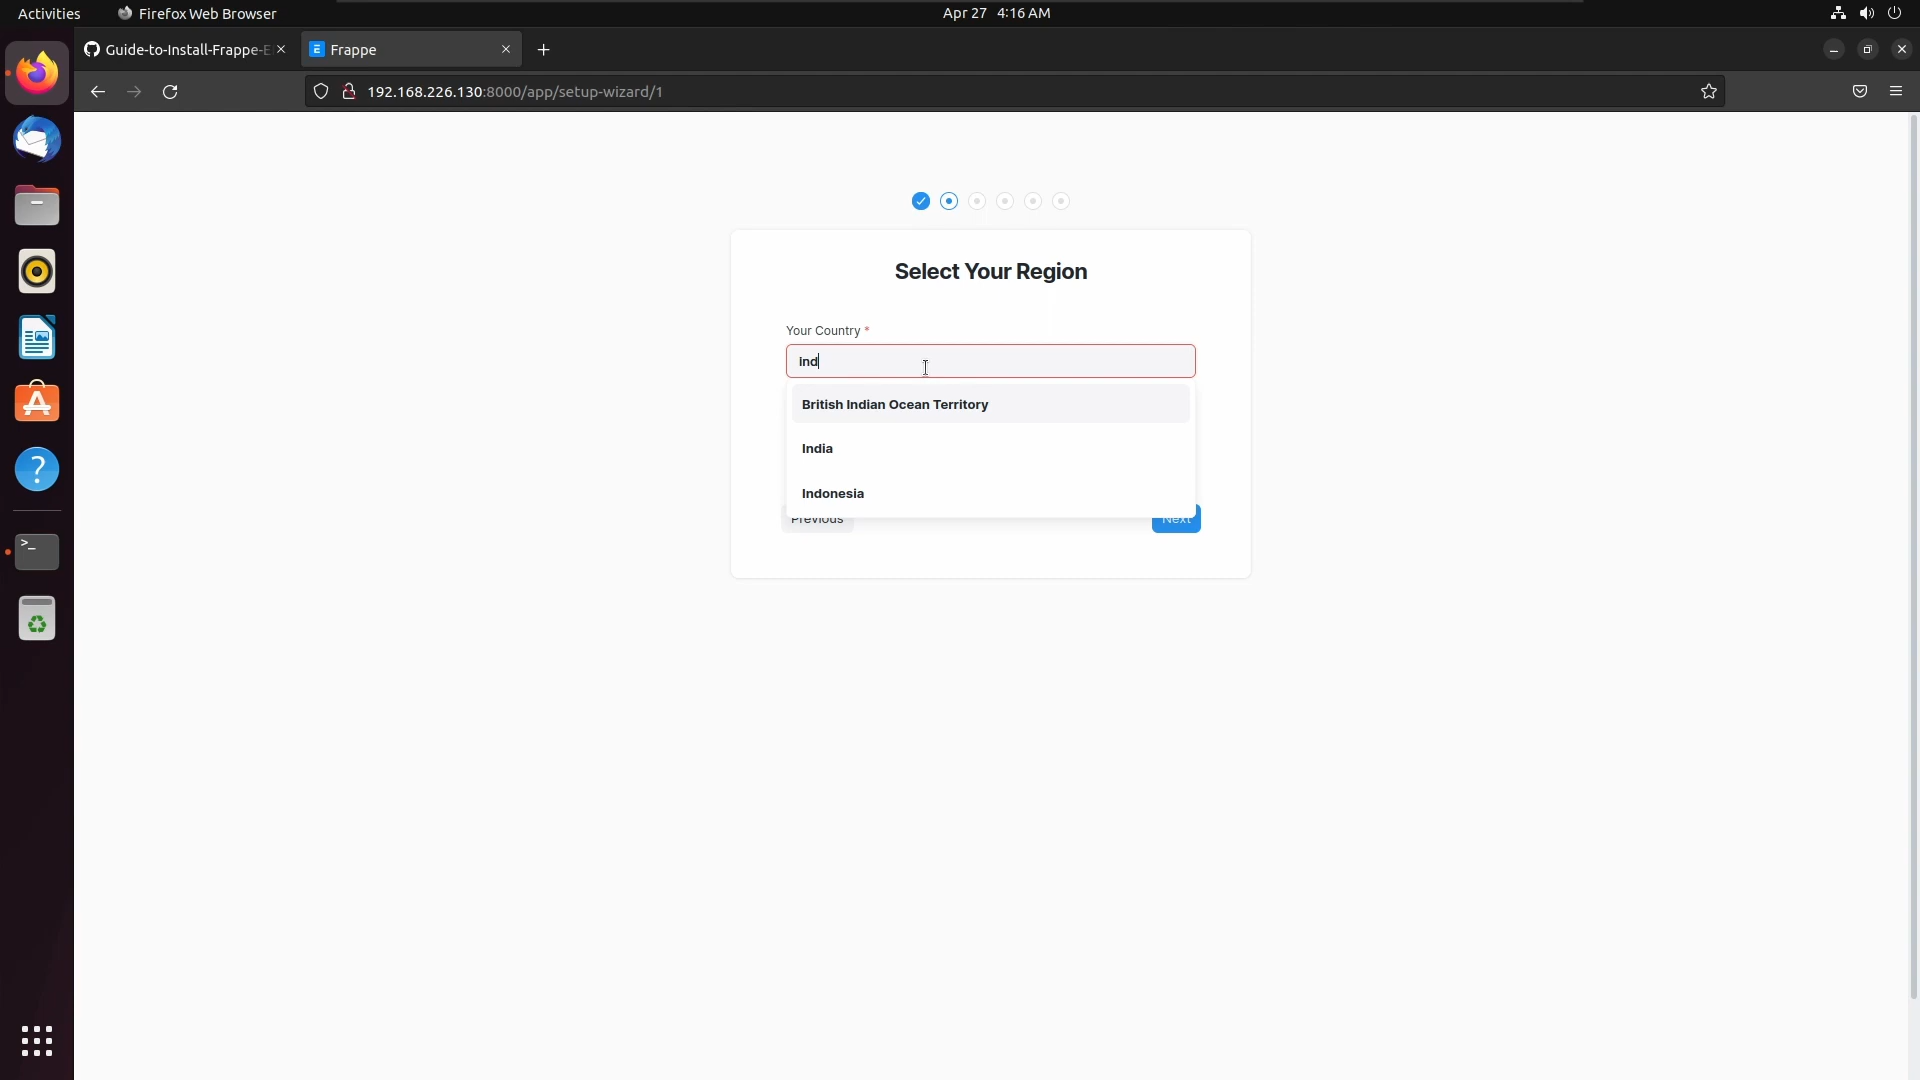 Activities
Firefox Web Browser
Apr 27 4:16 AM
Guide-to-Install-Frappe-E
Frappe
192.168.226.130:8000/app/setup-wizard/1
Select Your Region
Your Country *
ind
British Indian Ocean Territory
India
Indonesia
Previous
Next